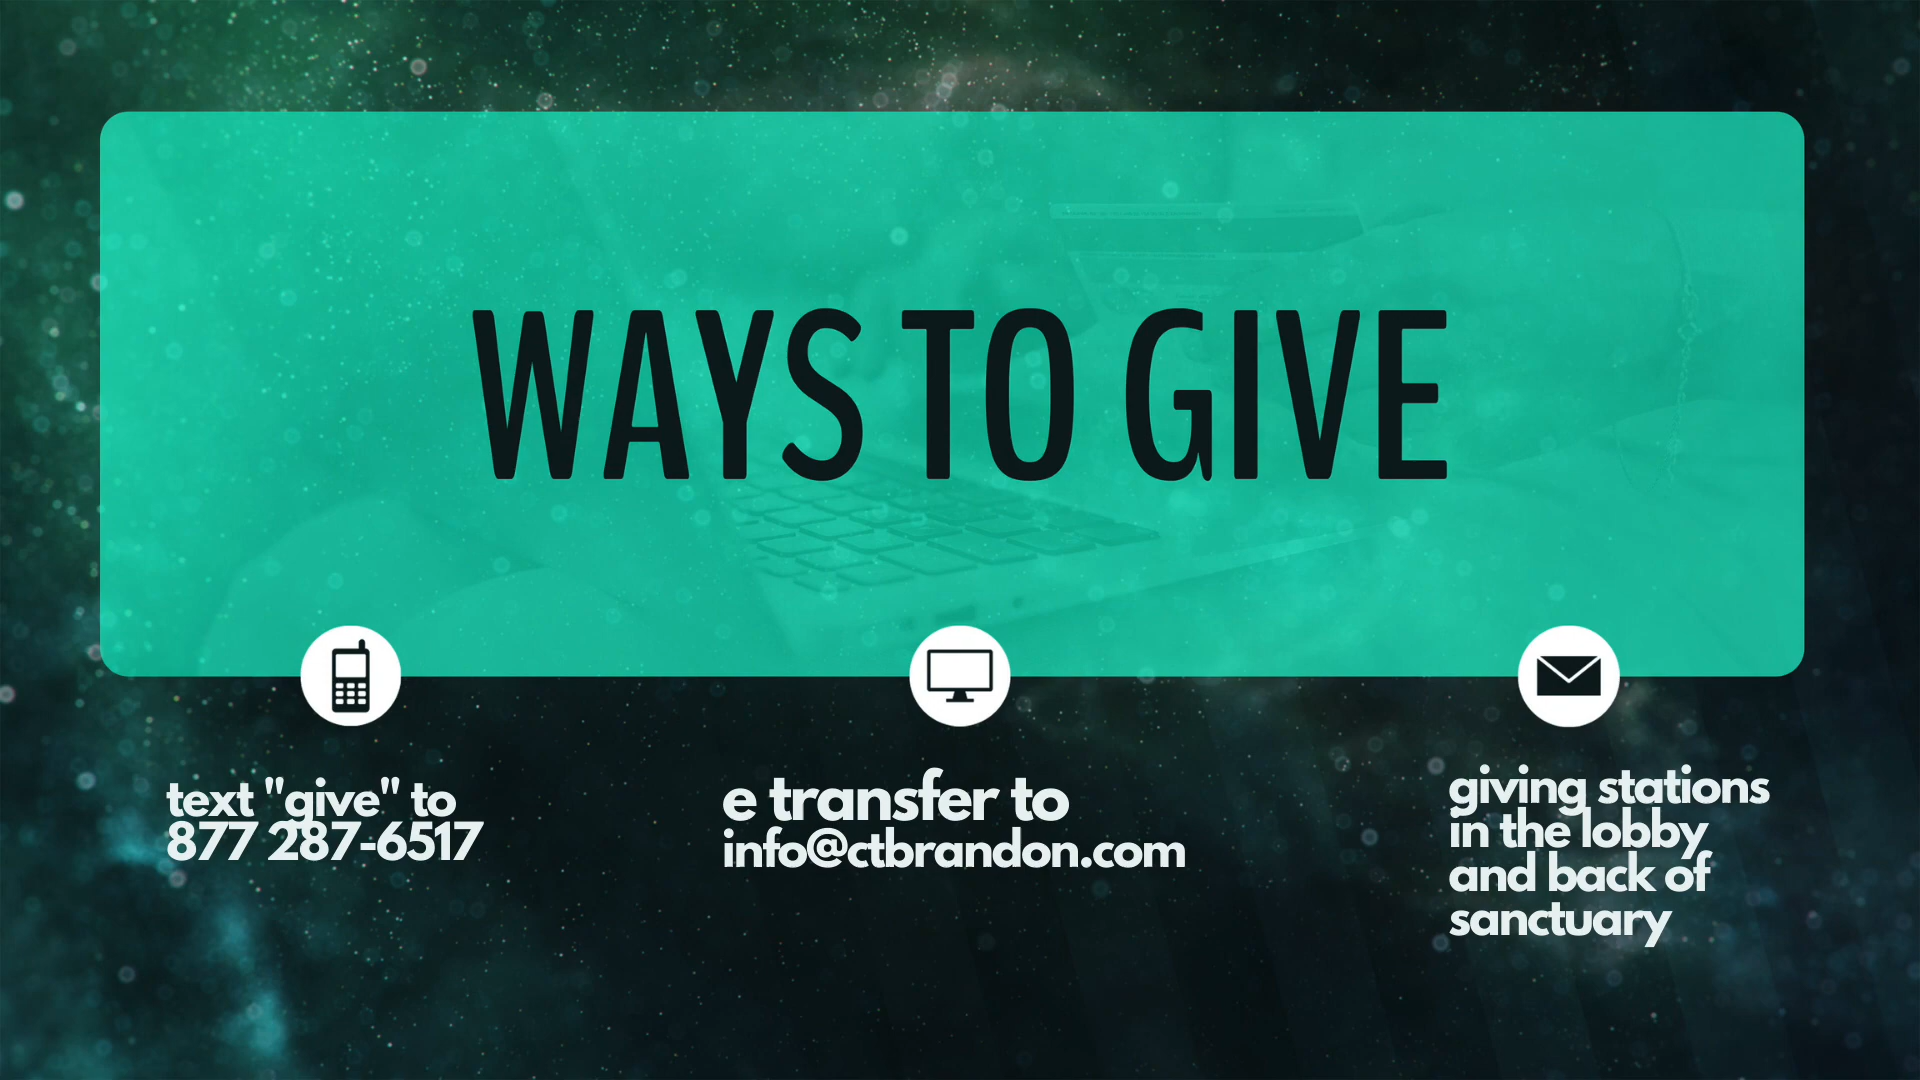 WAYS TO GIVE
text "give" to
877 287-6517
e transfer to
info@ctbrandon.com
giving stations
in the lobby
and back of
sanctuary